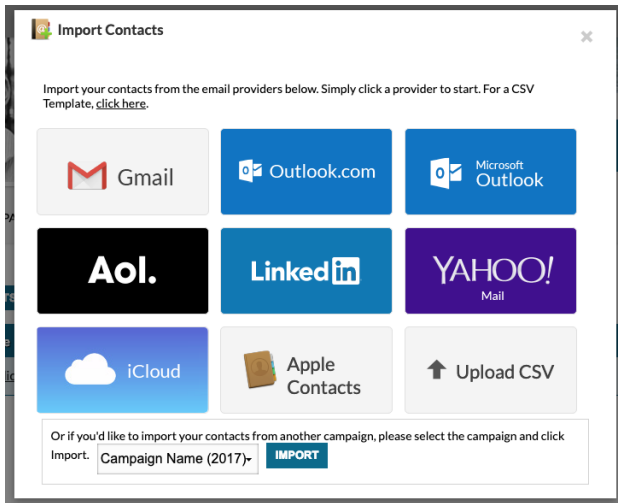 Import Contacts
Import your contacts from the email providers below. Simply click a provider to start. For a CSV
Template, click here.
Gmail
Outlook.com
Microsoft
Outlook
Aol.
Linked in
YAHOO!
Mail
iCloud
Apple
Contacts
Upload CSV
Or if you'd like to import your contacts from another campaign, please select the campaign and click
Import. Campaign Name (2017) IMPORT